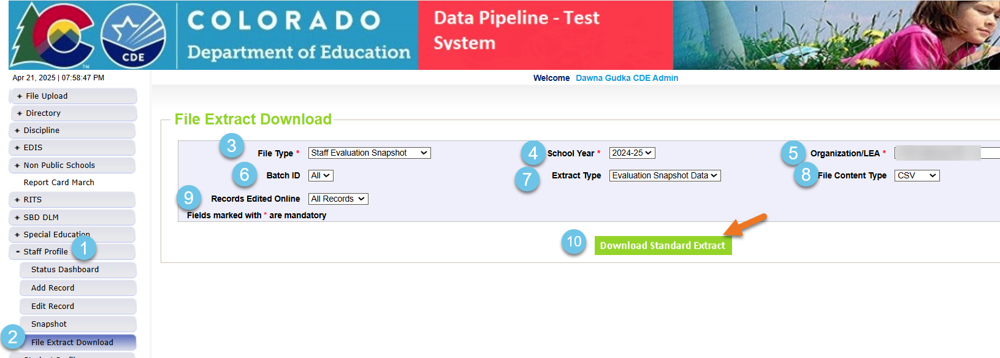 COLORADO
Department of Education
CDE
TM
Data Pipeline - Test
System
Apr 21, 2025 | 07:58:47 PM
Welcome Dawna Gudka CDE Admin
+ File Upload
+ Directory
+ Discipline
+ EDIS
+ Non Public Schools
Report Card March
+ RITS
+ SBD DLM
+ Special Education
- Staff Profile
1
Status Dashboard
Add Record
Edit Record
Snapshot
2
File Extract Download
File Extract Download
3 File Type * Staff Evaluation Snapshot
4 School Year * 2024-25
5 Organization/LEA *
6 Batch ID All
7 Extract Type Evaluation Snapshot Data
8 File Content Type CSV
9 Records Edited Online All Records
Fields marked with * are mandatory
10 Download Standard Extract